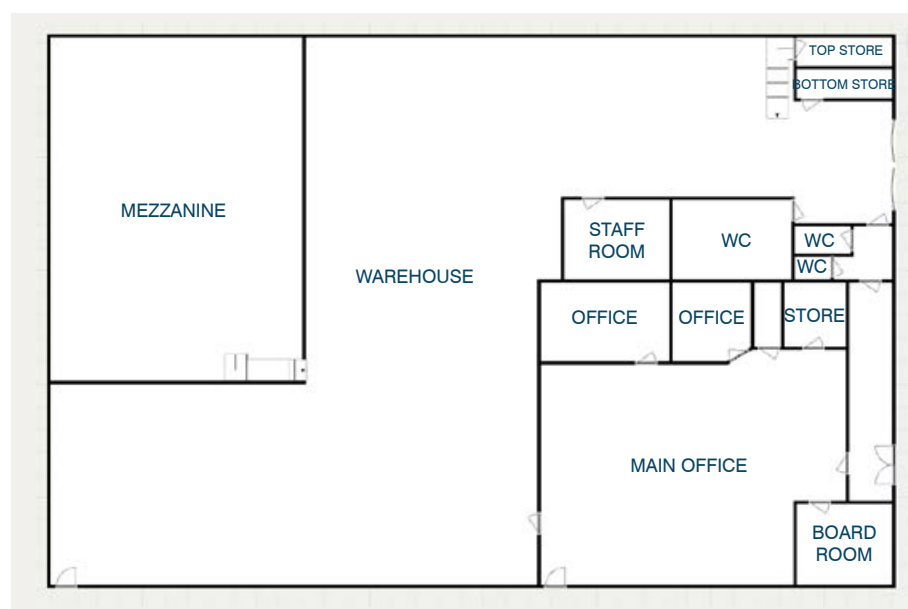 TOP STORE
BOTTOM STORE
MEZZANINE
STAFF
ROOM
WC
WC
WC
WAREHOUSE
OFFICE
OFFICE
STORE
MAIN OFFICE
BOARD
ROOM